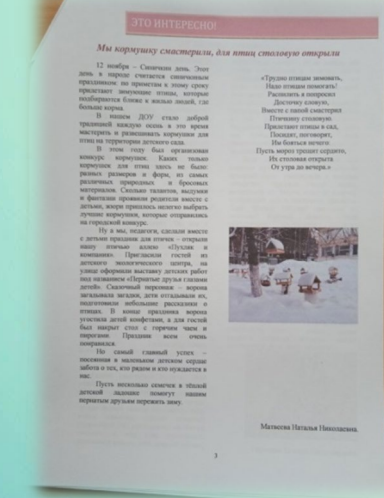 ЭТО ИНТЕРЕСНО!
Мы кормушку смастерили, для птиц столовую открыли
12 ноября – Синичкин день. Этот
день в народе считается синичкиным
праздником: по приметам к этому сроку
прилетают зимующие птицы, которые
подбираются ближе к жилью людей, где
больше корма.
В нашем ДОУ стало доброй
традицией каждую осень в это время
мастерить и развешивать кормушки для
птиц на территории детского сада.
В этом году был организован
конкурс кормушек. Каких только
кормушек для птиц здесь не было:
разных размеров и форм, из самых
различных природных и бросовых
материалов. Сколько талантов, выдумки
и фантазии проявили родители вместе с
детьми, жюри пришлось нелегко выбрать
лучшие кормушки, которые отправились
на городской конкурс.
Ну а мы, педагоги, сделали вместе
с детьми праздник для птичек – открыли
нашу птичью аллею «Пухляк и
компания». Пригласили гостей из
детского экологического центра, на
улице оформили выставку детских работ
под названием «Пернатые друзья глазами
детей». Сказочный персонаж – ворона
загадывала загадки, дети отгадывали их,
подготовили небольшие рассказы о
птицах. В конце праздника ворона
угостила детей конфетами, а для гостей
был накрыт стол с горячим чаем и
пирогами. Праздник всем очень
понравился.
Но самый главный успех –
посеянная в маленьком детском сердце
забота о тех, кто рядом и кто нуждается в
нас.
Пусть несколько семечек в тёплой
детской ладошке помогут нашим
пернатым друзьям пережить зиму.
«Трудно птицам зимовать,
Надо птицам помогать!
Распилить я попросил
Досточку еловую,
Вместе с папой смастерил
Птичкину столовую.
Прилетают птицы в сад,
Посидят, поговорят,
Им бояться нечего.
Пусть мороз трещит сердито,
Их столовая открыта
От утра до вечера.»
Матвеева Наталья Николаевна.
3